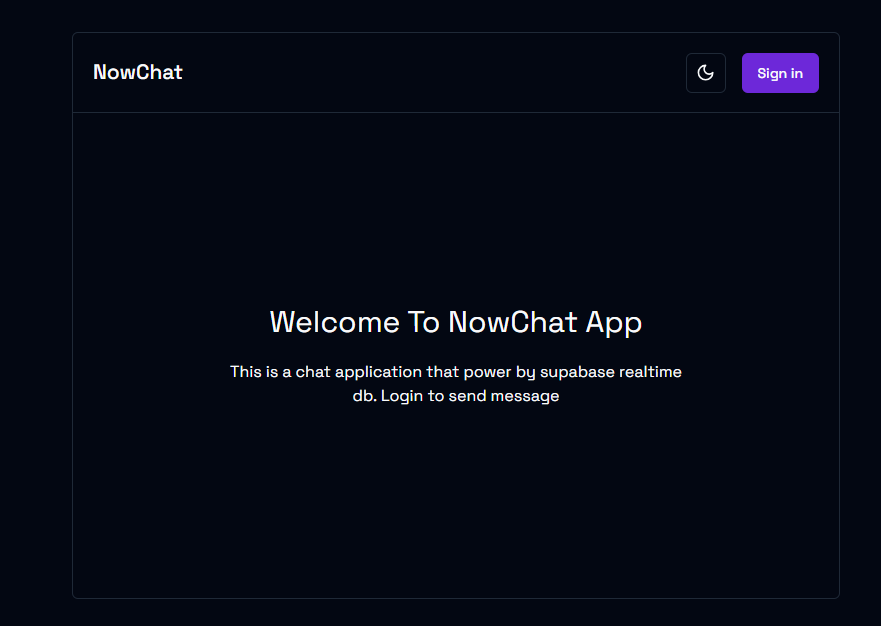 NowChat
Sign in
Welcome To NowChat App
This is a chat application that power by supabase realtime
db. Login to send message